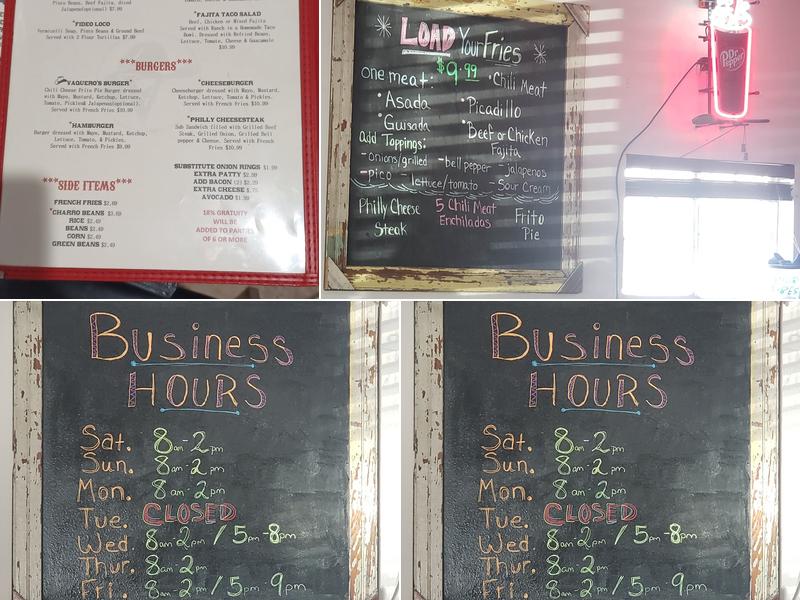 Pinto Beans, Beef Fajita, diced
Jalapenos(optional) $7.99
*FIDEO LOCO
Vermicelli Soup, Pinto Beans & Ground Beef
Served with 2 Flour Tortillas $7.99
*FAJITA TACO SALAD
Beef, Chicken or Mixed Fajita
Served with Ranch in a Homemade Taco
Bowl. Dressed with Refried Beans,
Lettuce, Tomato, Cheese & Guacamole
$10.99
***BURGERS***
VAQUERO'S BURGER*
Chili Cheese Frito Pie Burger dressed
with Mayo, Mustard, Ketchup, Lettuce,
Tomato, Pickles& Jalapenos(optional).
Served with French Fries $10.99
*HAMBURGER
Burger dressed with Mayo, Mustard, Ketchup,
Lettuce, Tomato, & Pickles.
Served with French Fries $9.99
*CHEESEBURGER
Cheeseburger dressed with Mayo, Mustard,
Ketchup, Lettuce, Tomato, & Pickles.
Served with French Fries $10.99
*PHILLY CHEESESTEAK
Sub Sandwich filled with Grilled Beef
Steak, Grilled Onion, Grilled Bell
pepper & Cheese. Served with French
Fries $10.99
***SIDE ITEMS***
FRENCH FRIES $2.49
*CHARRO BEANS $3.69
RICE $2.49
BEANS $2.49
CORN $2.49
GREEN BEANS $2.49
SUBSTITUTE ONION RINGS $1.99
EXTRA PATTY $2.99
ADD BACON (2) $2.29
EXTRA CHEESE $.75
AVOCADO $1.99
18% GRATUITY
WILL BE
ADDED TO PARTIES
OF 6 OR MORE
LOAD Your Fries
$9.99
One meat:
• Asada
• Guisada
• Chili Meat
• Picadillo
• Beef or Chicken
Fajita
Add Toppings:
- onions/grilled - bell pepper - jalapenos
- pico - lettuce/tomato - Sour Cream
Philly Cheese
Steak
5 Chili Meat
Enchiladas
Frito
Pie
Dr Pepper
Business
HOURS
Sat. 8am-2pm
Sun. 8am-2pm
Mon. 8am-2pm
Tue. CLOSED
Wed. 8am-2pm / 5pm-8pm
Thur. 8am-2pm
Fri. 8am-2pm / 5pm-9pm
Business
HOURS
Sat. 8am-2pm
Sun. 8am-2pm
Mon. 8am-2pm
Tue. CLOSED
Wed. 8am-2pm / 5pm-8pm
Thur. 8am-2pm
Fri. 8am-2pm / 5pm-9pm